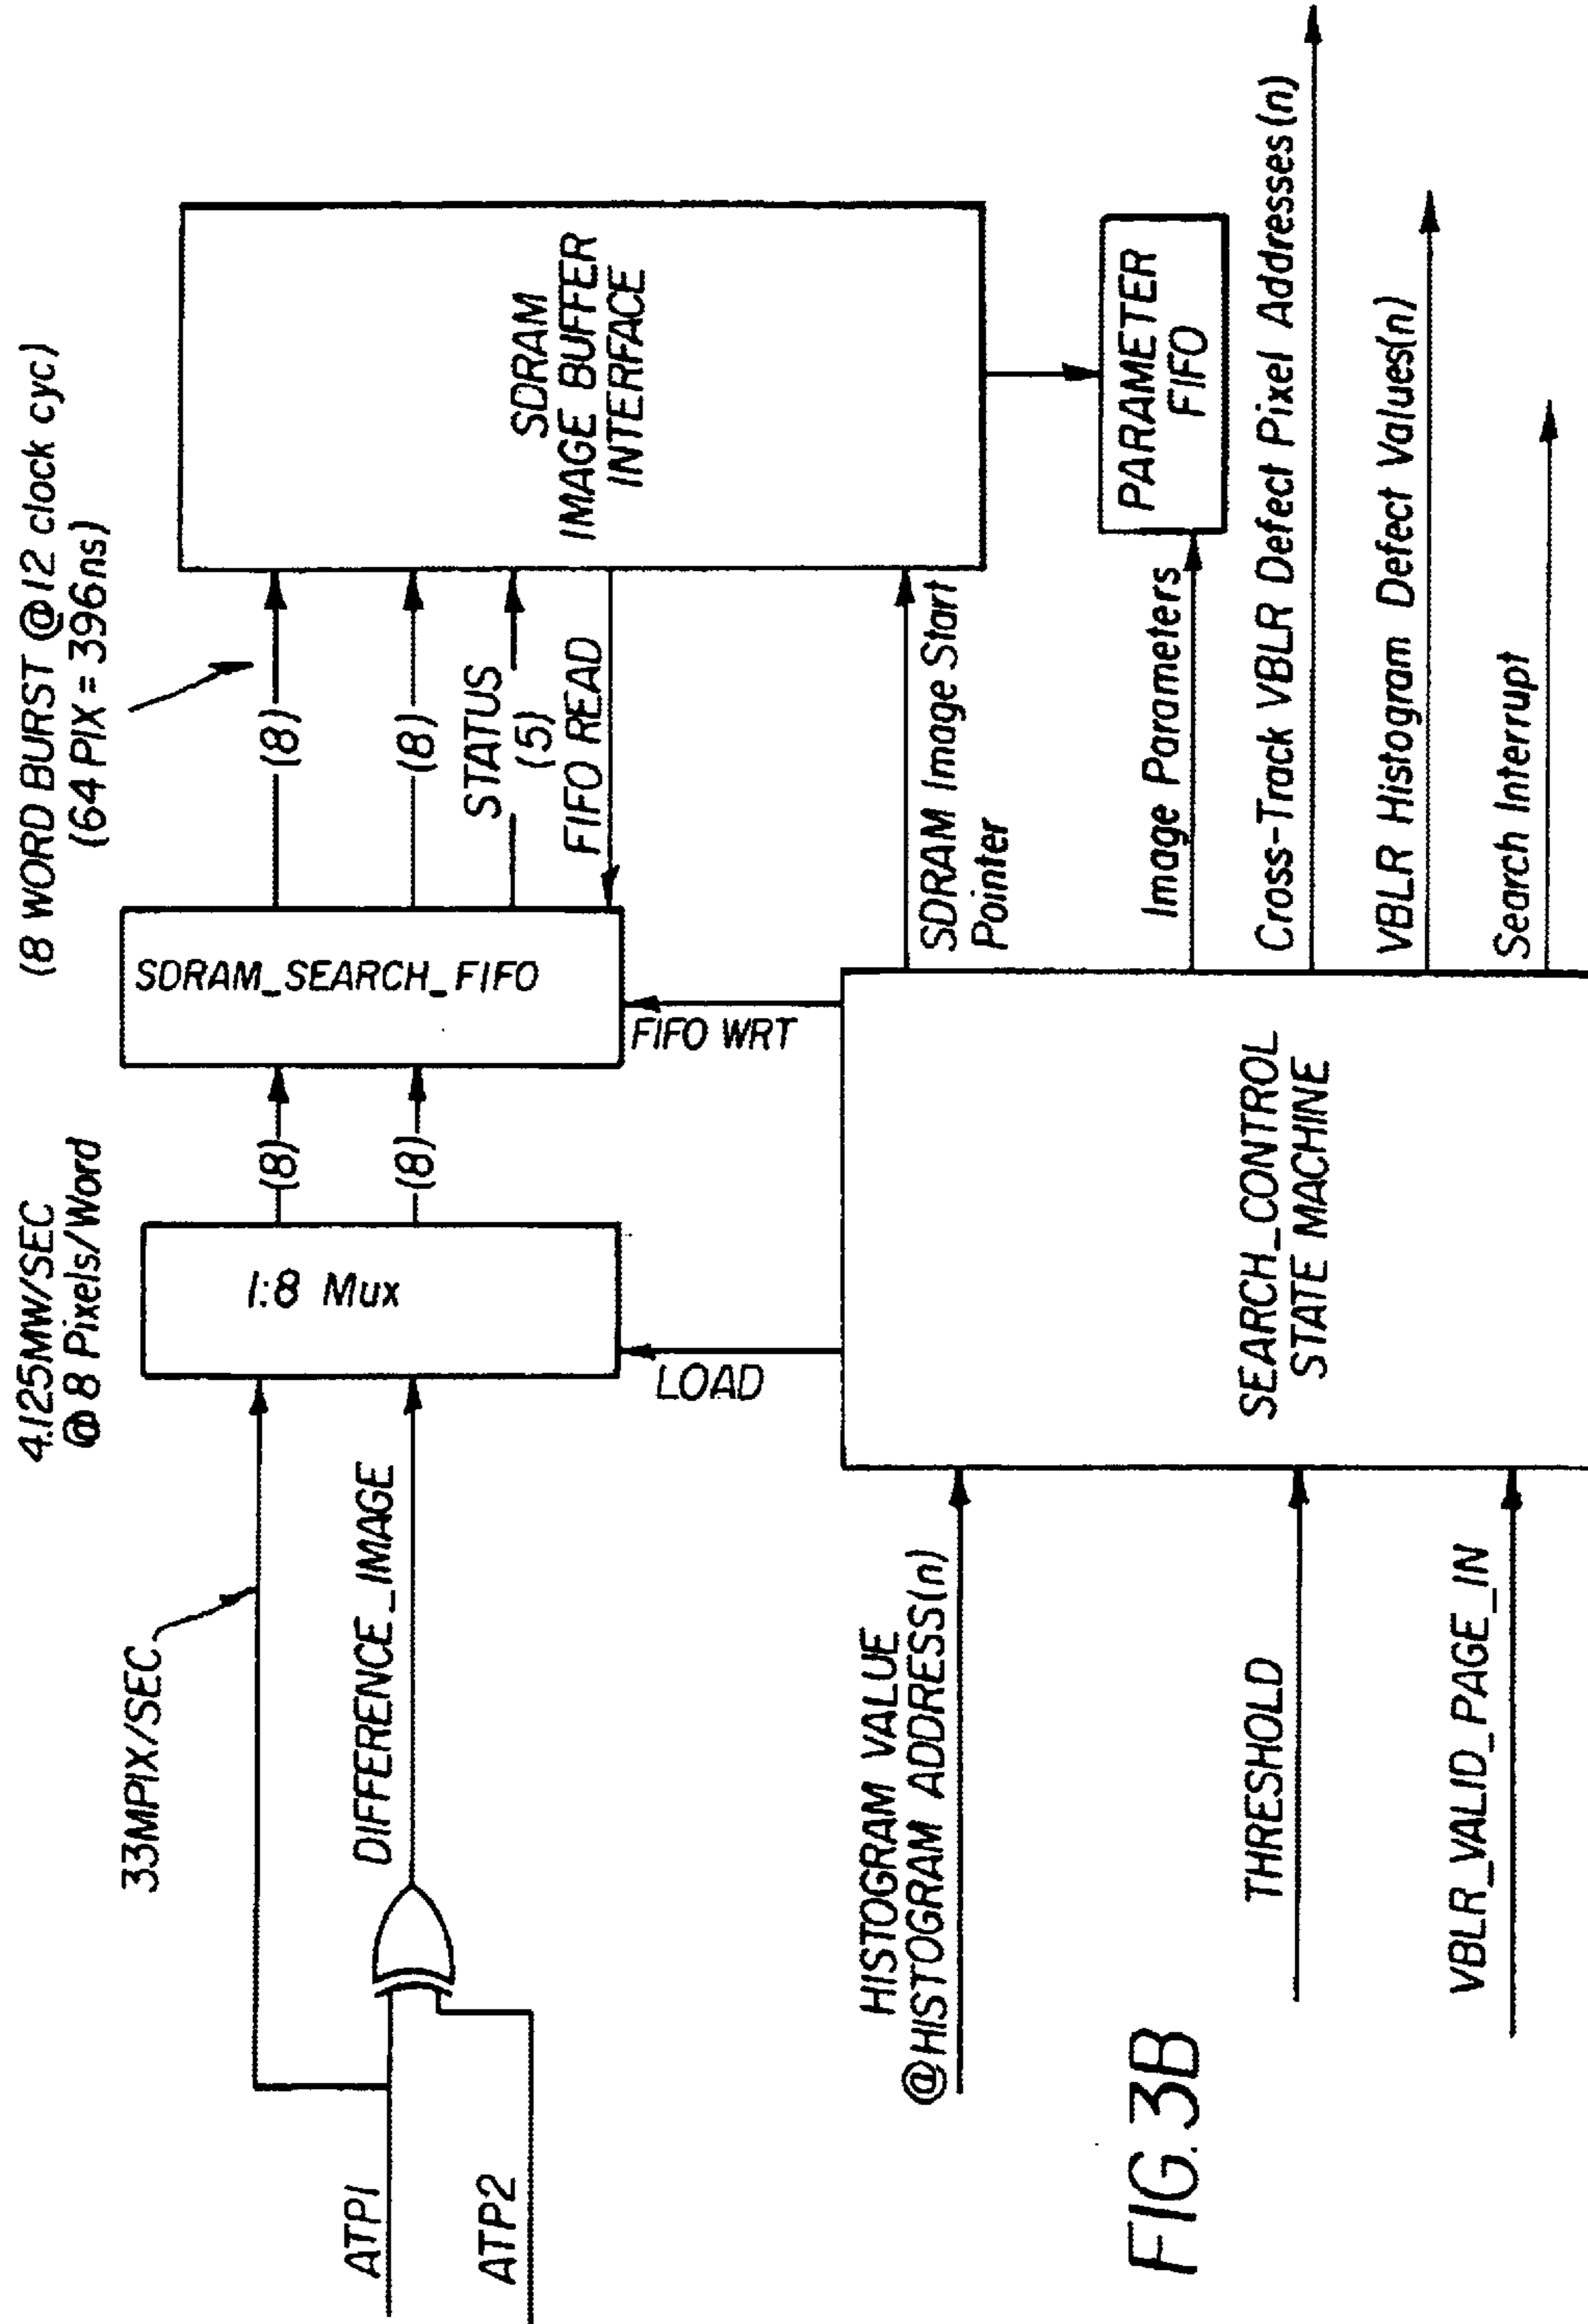 4.125MW/SEC
@ 8 Pixels/Word
(8 WORD BURST @ 12 clock cyc)
(64 PIX = 396ns)
33MPIX/SEC
ATP1
ATP2
DIFFERENCE_IMAGE
1:8 Mux
(8)
(8)
SDRAM_SEARCH_FIFO
(8)
(8)
STATUS
(5)
FIFO READ
SDRAM
IMAGE BUFFER
INTERFACE
LOAD
FIFO WRT
HISTOGRAM VALUE
@HISTOGRAM ADDRESS(n)
THRESHOLD
VBLR_VALID_PAGE_IN
SEARCH_CONTROL
STATE MACHINE
SDRAM Image Start
Pointer
Image Parameters
PARAMETER
FIFO
Cross-Track VBLR Defect Pixel Addresses(n)
VBLR Histogram Defect Values(n)
Search Interrupt
FIG. 3B